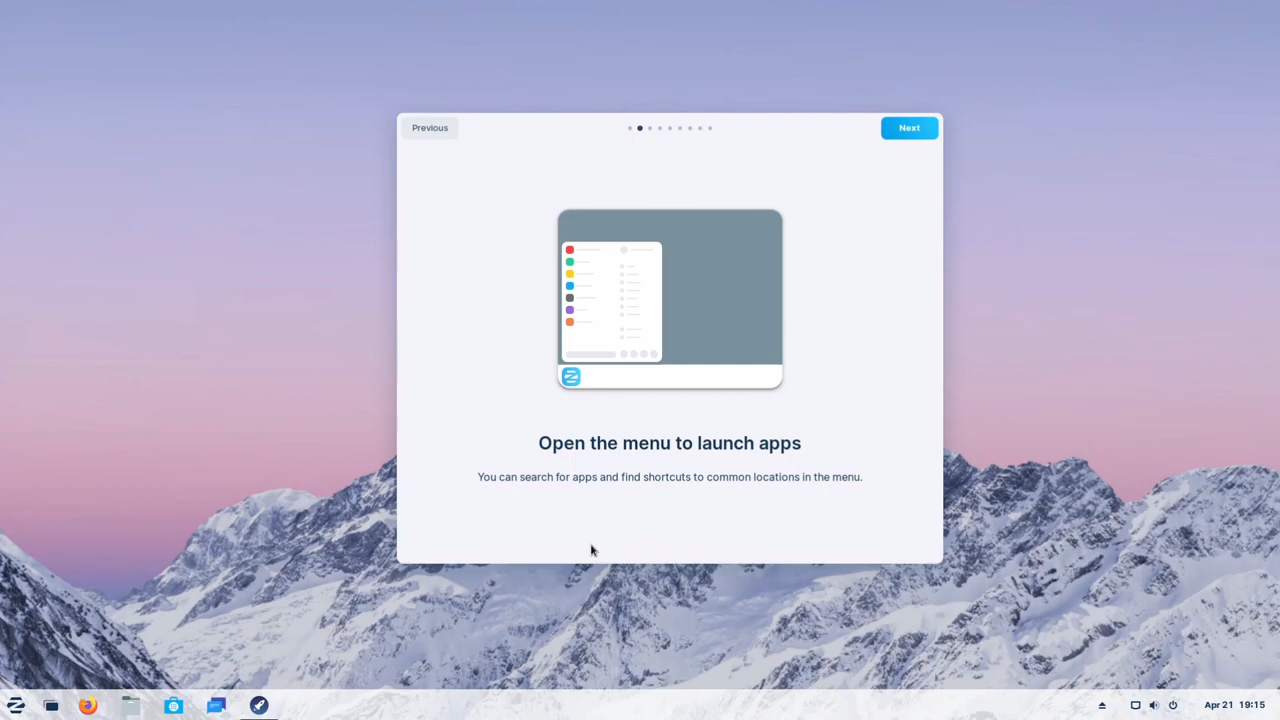 Previous
Next
Open the menu to launch apps
You can search for apps and find shortcuts to common locations in the menu.
Apr 21 19:15